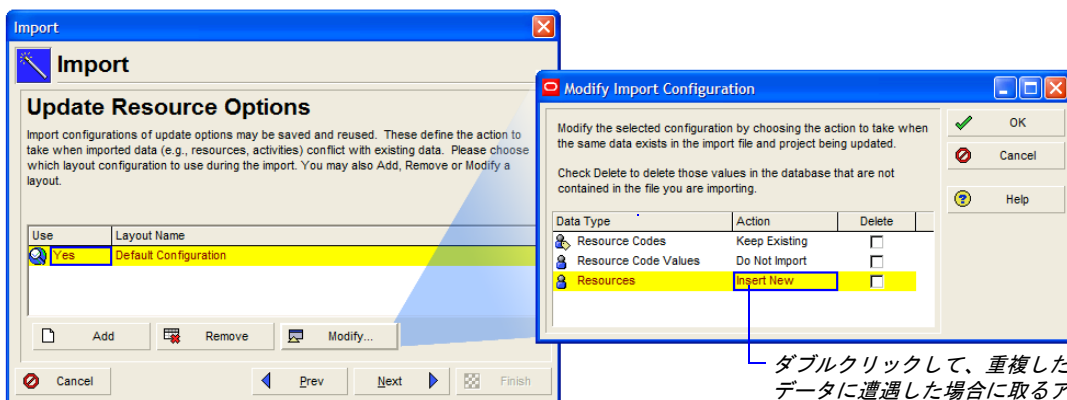 Import
Import
Update Resource Options
Import configurations of update options may be saved and reused. These define the action to
take when imported data (e.g., resources, activities) conflict with existing data. Please choose
which layout configuration to use during the import. You may also Add, Remove or Modify a
layout.
Use Layout Name
Yes Default Configuration
Add Remove Modify...
Cancel Prev Next Finish
Modify Import Configuration
Modify the selected configuration by choosing the action to take when
the same data exists in the import file and project being updated.
Check Delete to delete those values in the database that are not
contained in the file you are importing.
Data Type Action Delete
Resource Codes Keep Existing
Resource Code Values Do Not Import
Resources Insert New
OK
Cancel
Help
ダブルクリックして、重複した
データに遭遇した場合に取るア